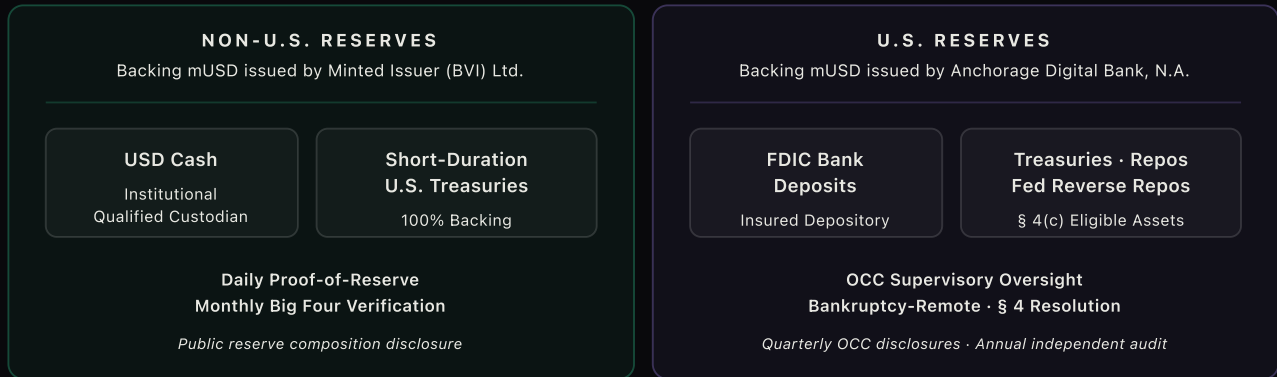 NON-U.S. RESERVES
Backing mUSD issued by Minted Issuer (BVI) Ltd.
USD Cash
Institutional
Qualified Custodian
Short-Duration
U.S. Treasuries
100% Backing
Daily Proof-of-Reserve
Monthly Big Four Verification
Public reserve composition disclosure
U.S. RESERVES
Backing mUSD issued by Anchorage Digital Bank, N.A.
FDIC Bank
Deposits
Insured Depository
Treasuries · Repos
Fed Reverse Repos
§ 4(c) Eligible Assets
OCC Supervisory Oversight
Bankruptcy-Remote · § 4 Resolution
Quarterly OCC disclosures · Annual independent audit